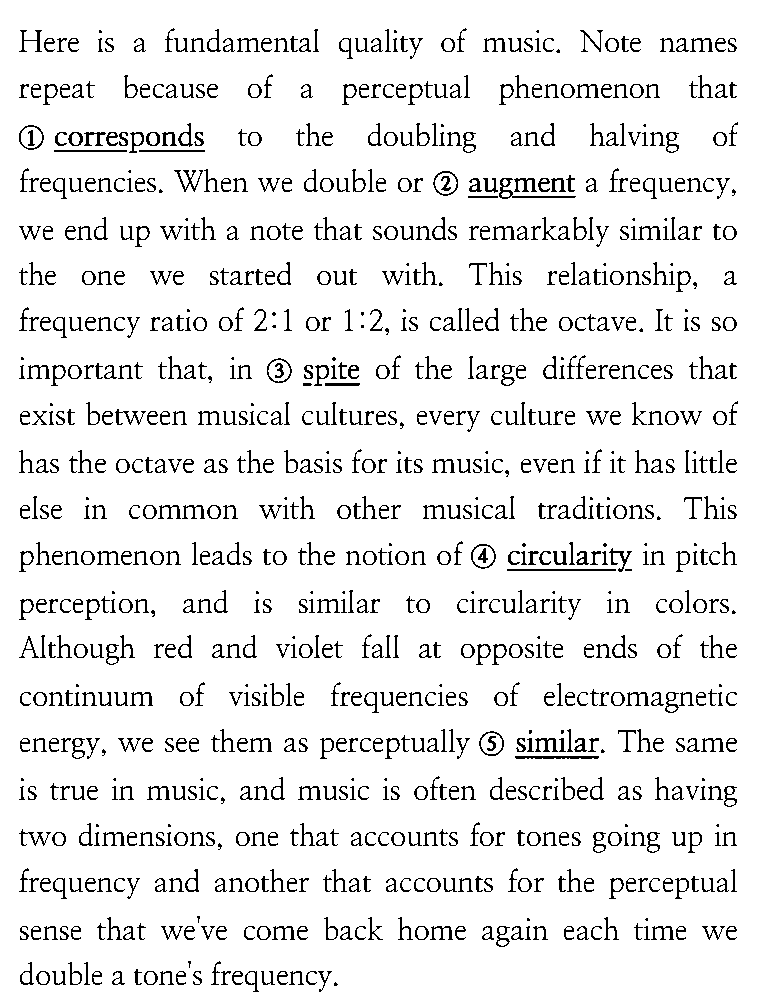 Here is a fundamental quality of music. Note names
repeat because of a perceptual phenomenon that
① corresponds to the doubling and halving of
frequencies. When we double or ② augment a frequency,
we end up with a note that sounds remarkably similar to
the one we started out with. This relationship, a
frequency ratio of 2:1 or 1:2, is called the octave. It is so
important that, in ③ spite of the large differences that
exist between musical cultures, every culture we know of
has the octave as the basis for its music, even if it has little
else in common with other musical traditions. This
phenomenon leads to the notion of ④ circularity in pitch
perception, and is similar to circularity in colors.
Although red and violet fall at opposite ends of the
continuum of visible frequencies of electromagnetic
energy, we see them as perceptually ⑤ similar. The same
is true in music, and music is often described as having
two dimensions, one that accounts for tones going up in
frequency and another that accounts for the perceptual
sense that we've come back home again each time we
double a tone's frequency.